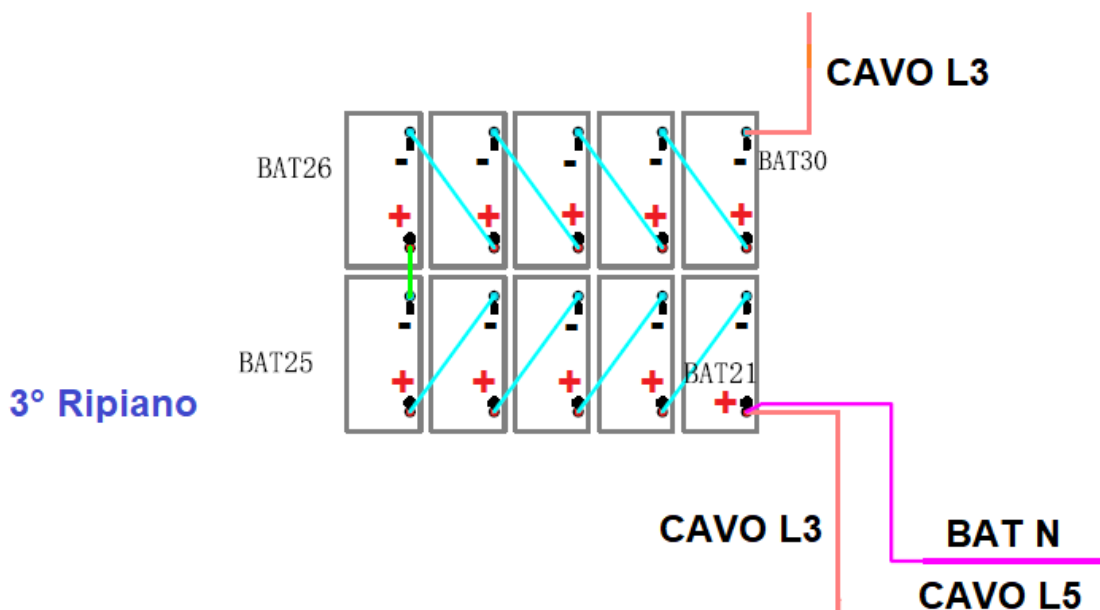 CAVO L3
BAT26
- - - - -
BAT30
+ + + + +
- - - - -
BAT25
+ + + +
BAT21
+
3° Ripiano
CAVO L3
BAT N
CAVO L5